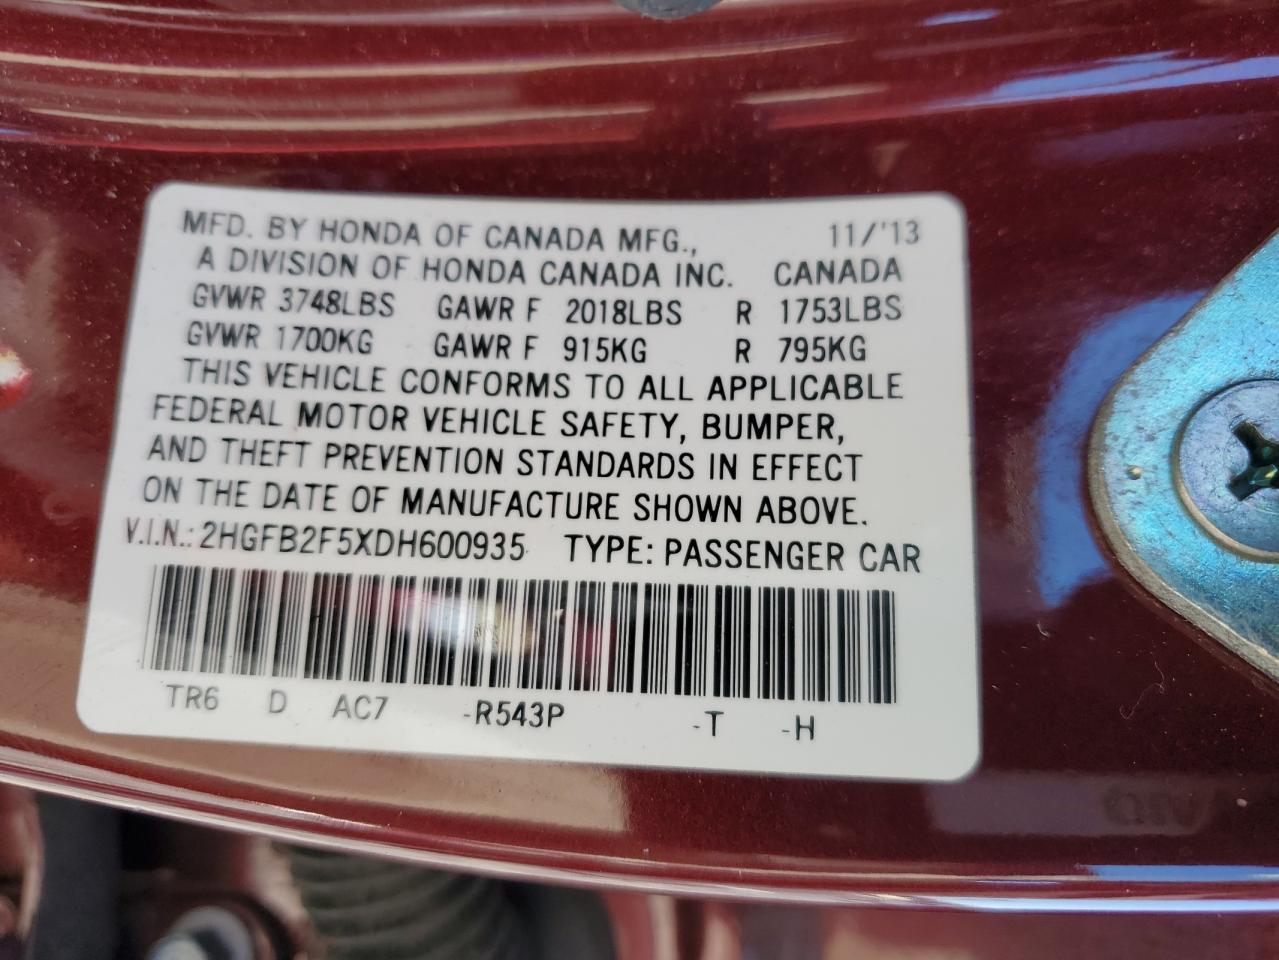 MFD. BY HONDA OF CANADA MFG., 11/'13
A DIVISION OF HONDA CANADA INC. CANADA
GVWR 3748LBS GAWR F 2018LBS R 1753LBS
GVWR 1700KG GAWR F 915KG R 795KG
THIS VEHICLE CONFORMS TO ALL APPLICABLE
FEDERAL MOTOR VEHICLE SAFETY, BUMPER,
AND THEFT PREVENTION STANDARDS IN EFFECT
ON THE DATE OF MANUFACTURE SHOWN ABOVE.
V.I.N.: 2HGFB2F5XDH600935 TYPE: PASSENGER CAR
TR6 D AC7 -R543P -T -H